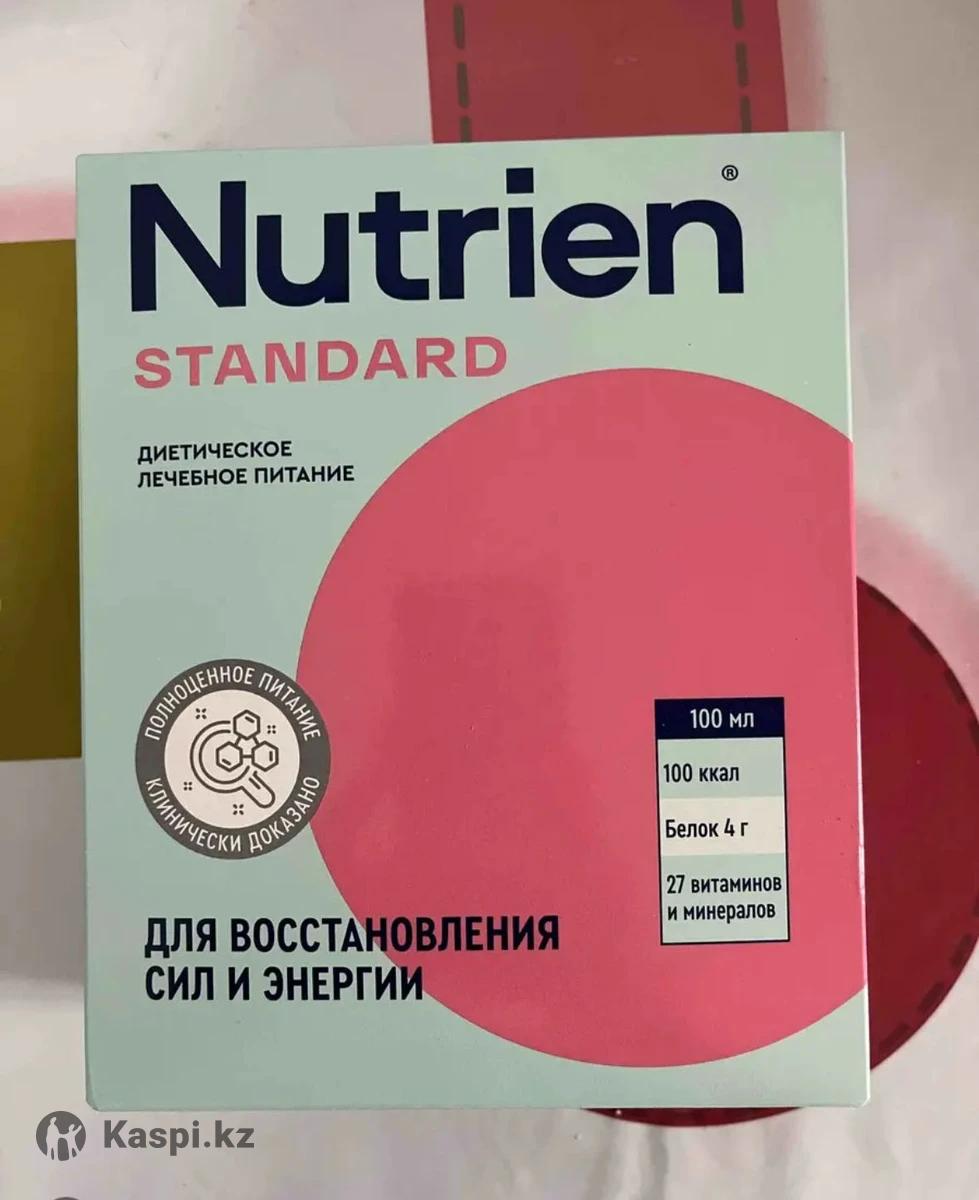 Nutrien®
STANDARD
ДИЕТИЧЕСКОЕ
ЛЕЧЕБНОЕ ПИТАНИЕ
ПОЛНОЦЕННОЕ ПИТАНИЕ
КЛИНИЧЕСКИ ДОКАЗАНО
100 мл
100 ккал
Белок 4 г
27 витаминов
и минералов
ДЛЯ ВОССТАНОВЛЕНИЯ
СИЛ И ЭНЕРГИИ
Kaspi.kz